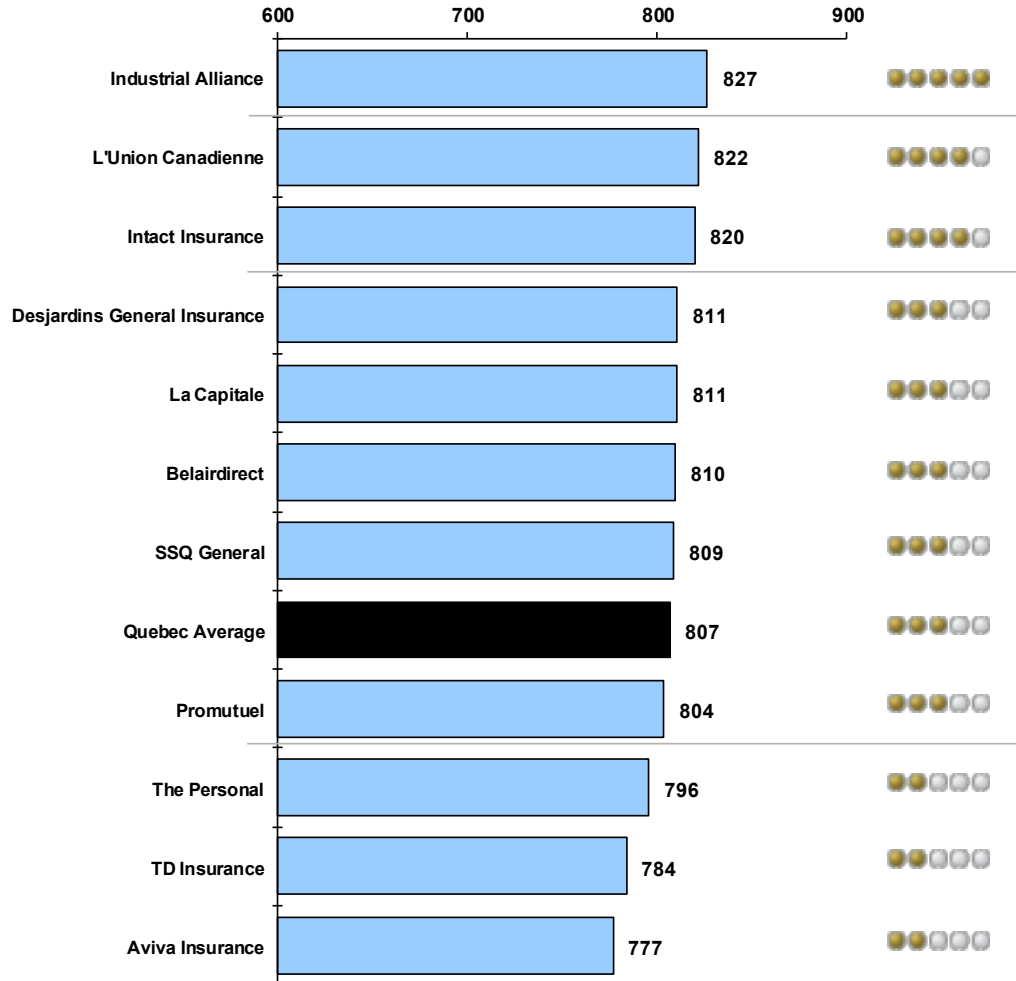 600 700 800 900
Industrial Alliance 827
L'Union Canadienne 822
Intact Insurance 820
Desjardins General Insurance 811
La Capitale 811
Belairdirect 810
SSQ General 809
Quebec Average 807
Promutuel 804
The Personal 796
TD Insurance 784
Aviva Insurance 777